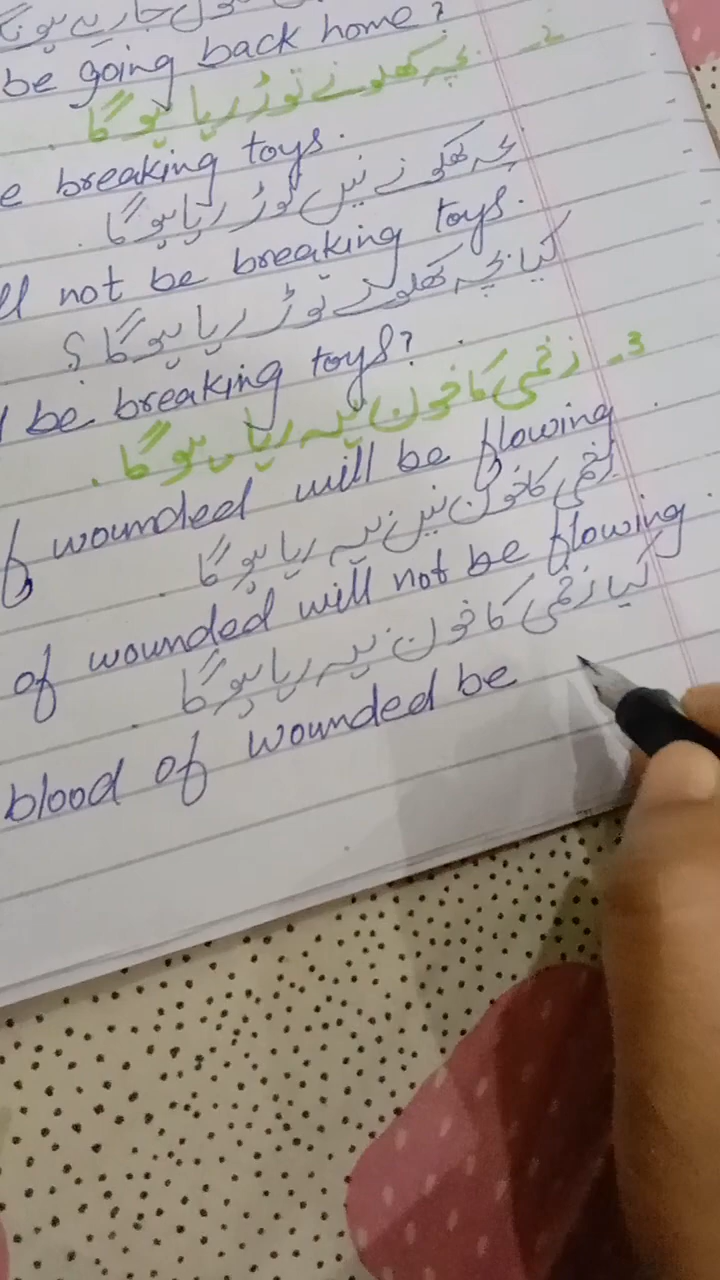 be going back home?
2- بچہ کھلونے توڑ رہا ہوگا
e breaking toys.
بچہ کھلونے نہیں توڑ رہا ہوگا.
ll not be breaking toys.
کیا بچہ کھلونے توڑ رہا ہوگا؟
l be breaking toys?
3- زخمی کا خون بہہ رہا ہوگا.
f wounded will be flowing.
زخمی کا خون نہیں بہہ رہا ہوگا.
of wounded will not be flowing.
کیا زخمی کا خون بہہ رہا ہوگا
blood of wounded be